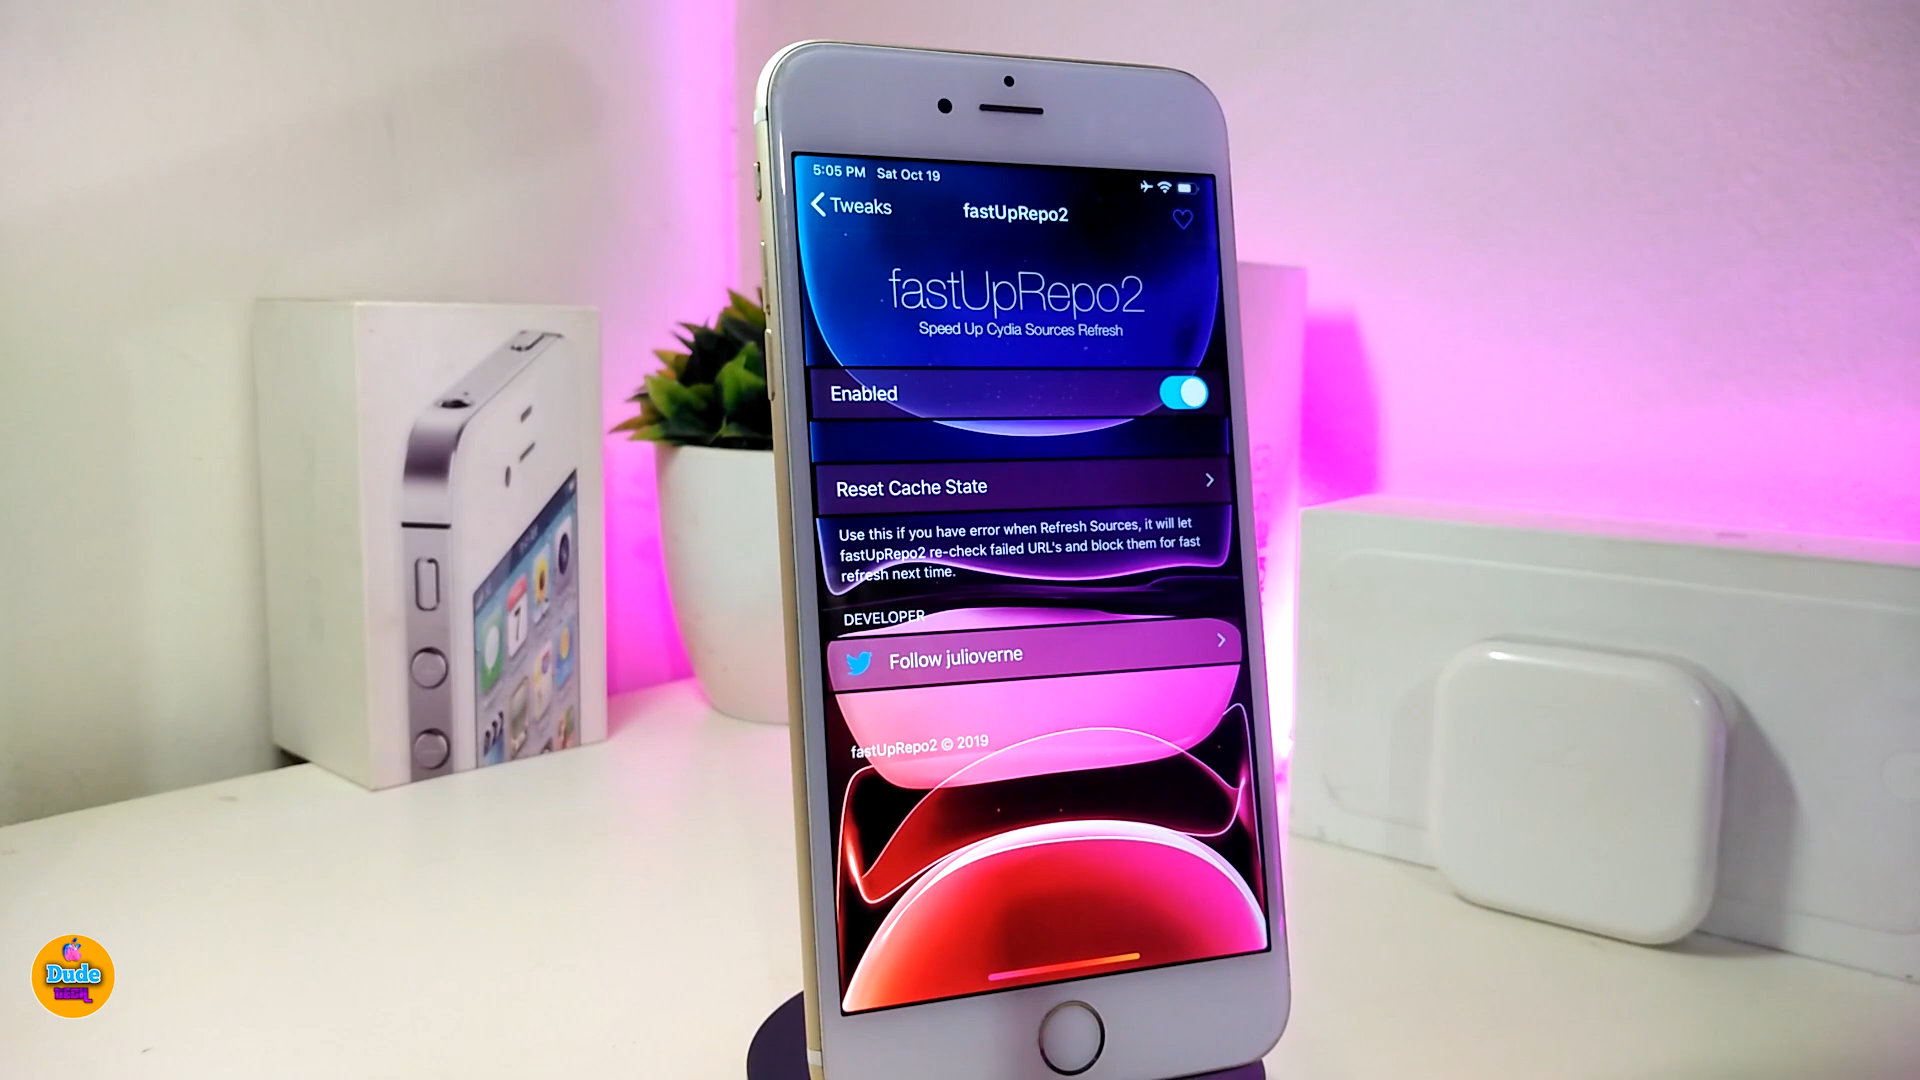 5:05 PM Sat Oct 19
Tweaks
fastUpRepo2
fastUpRepo2
Speed Up Cydia Sources Refresh
Enabled
Reset Cache State
Use this if you have error when Refresh Sources, it will let
fastUpRepo2 re-check failed URL's and block them for fast
refresh next time.
DEVELOPER
Follow julioverne
fastUpRepo2 © 2019
7
Dude
TECH